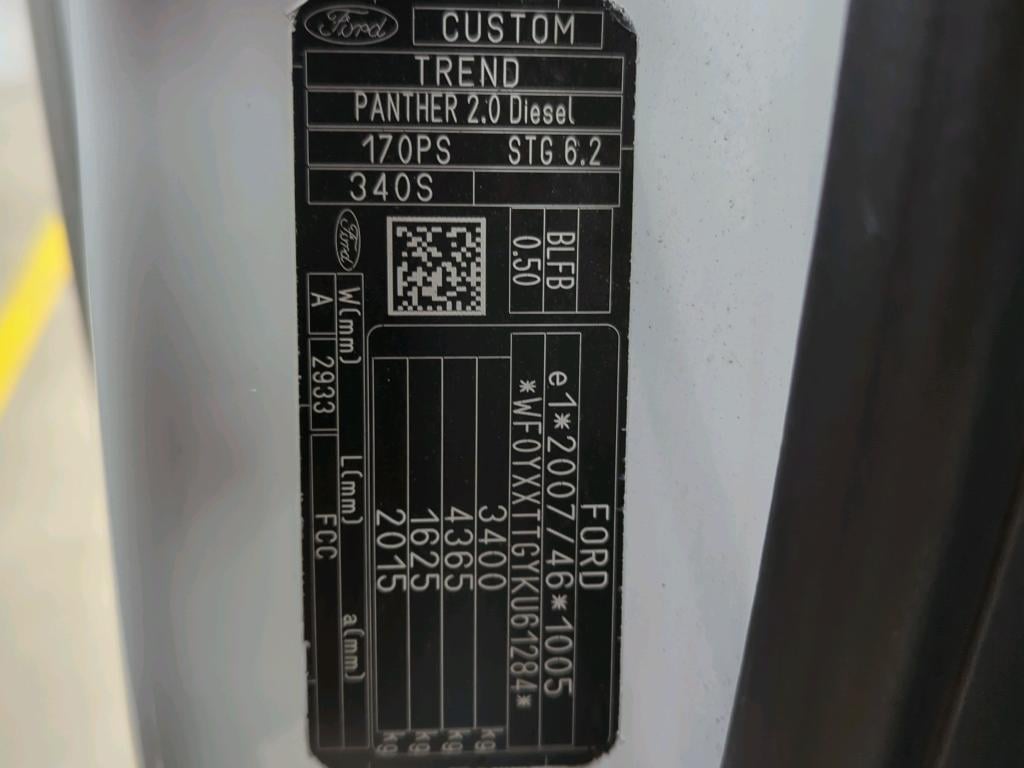 Ford
CUSTOM
TREND
PANTHER 2.0 Diesel
170PS STG 6.2
340S
Ford
BLFB
0.50
FORD
e1*2007/46*1005
*WF0YXXTTGYKU61284*
3400 kg
4365 kg
1625 kg
2015 kg
W(mm) L(mm) a(mm)
A 2933 FCC